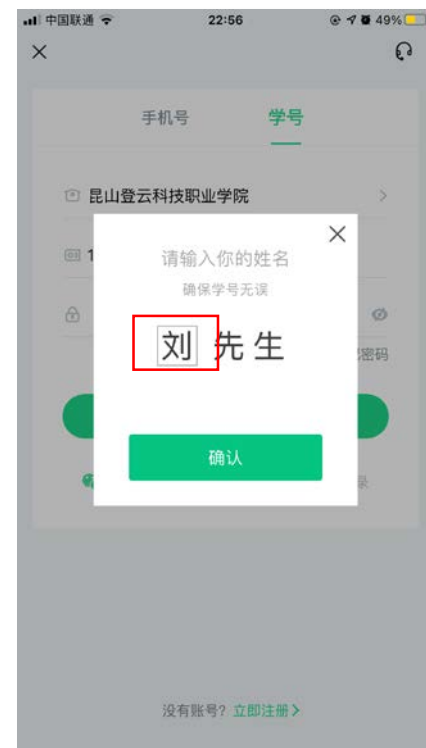 中国联通 22:56 49%
手机号 学号
昆山登云科技职业学院
1
请输入你的姓名
确保学号无误
刘 先 生
密码
确认
录
没有账号? 立即注册